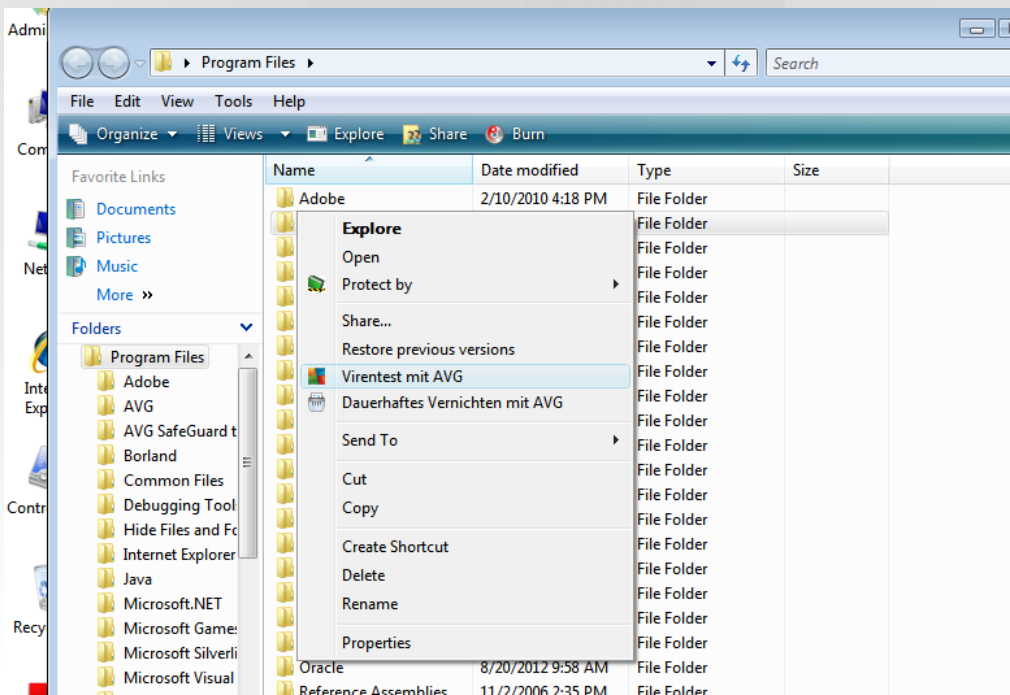 Admi
Program Files
Search
File Edit View Tools Help
Organize Views Explore Share Burn
Com
Favorite Links
Name Date modified Type Size
Documents
Adobe 2/10/2010 4:18 PM File Folder
Pictures
Explore File Folder
Net
Music
Open File Folder
More »
Protect by File Folder
File Folder
Folders
Share... File Folder
Program Files
Restore previous versions File Folder
Inte
Exp
Adobe
Virentest mit AVG File Folder
AVG
Dauerhaftes Vernichten mit AVG File Folder
AVG SafeGuard t
Send To File Folder
Borland
File Folder
Common Files
Cut File Folder
Contr
Debugging Tool
Copy File Folder
Hide Files and Fo
File Folder
Internet Explorer
Create Shortcut File Folder
Java
Delete File Folder
Microsoft.NET
Rename File Folder
Recy
Microsoft Games
File Folder
Microsoft Silverli
Properties File Folder
Microsoft Visual
Oracle 8/20/2012 9:58 AM File Folder
Reference Assemblies 11/2/2006 2:35 PM File Folder